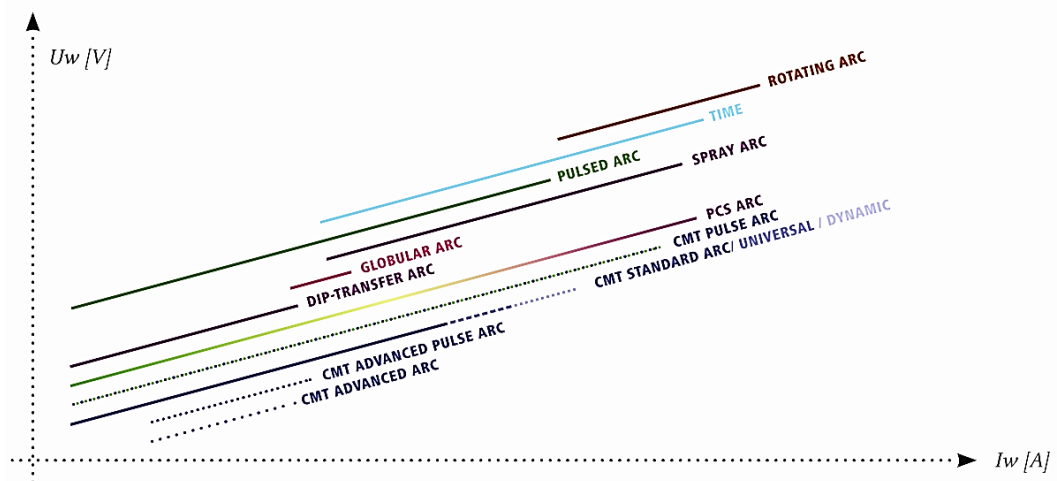 Uw [V]
ROTATING ARC
TIME
SPRAY ARC
PULSED ARC
PCS ARC
CMT PULSE ARC
CMT STANDARD ARC/ UNIVERSAL / DYNAMIC
GLOBULAR ARC
DIP-TRANSFER ARC
CMT ADVANCED PULSE ARC
CMT ADVANCED ARC
Iw [A]